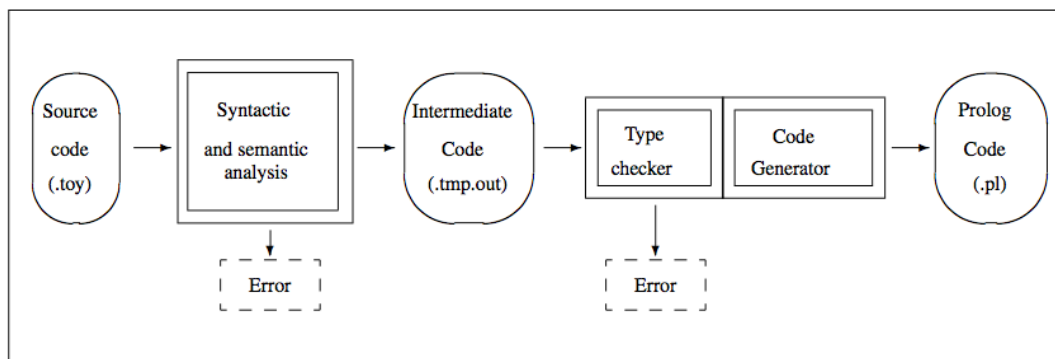 Source
code
(.toy)
Syntactic
and semantic
analysis
Intermediate
Code
(.tmp.out)
Type
checker
Code
Generator
Prolog
Code
(.pl)
Error
Error